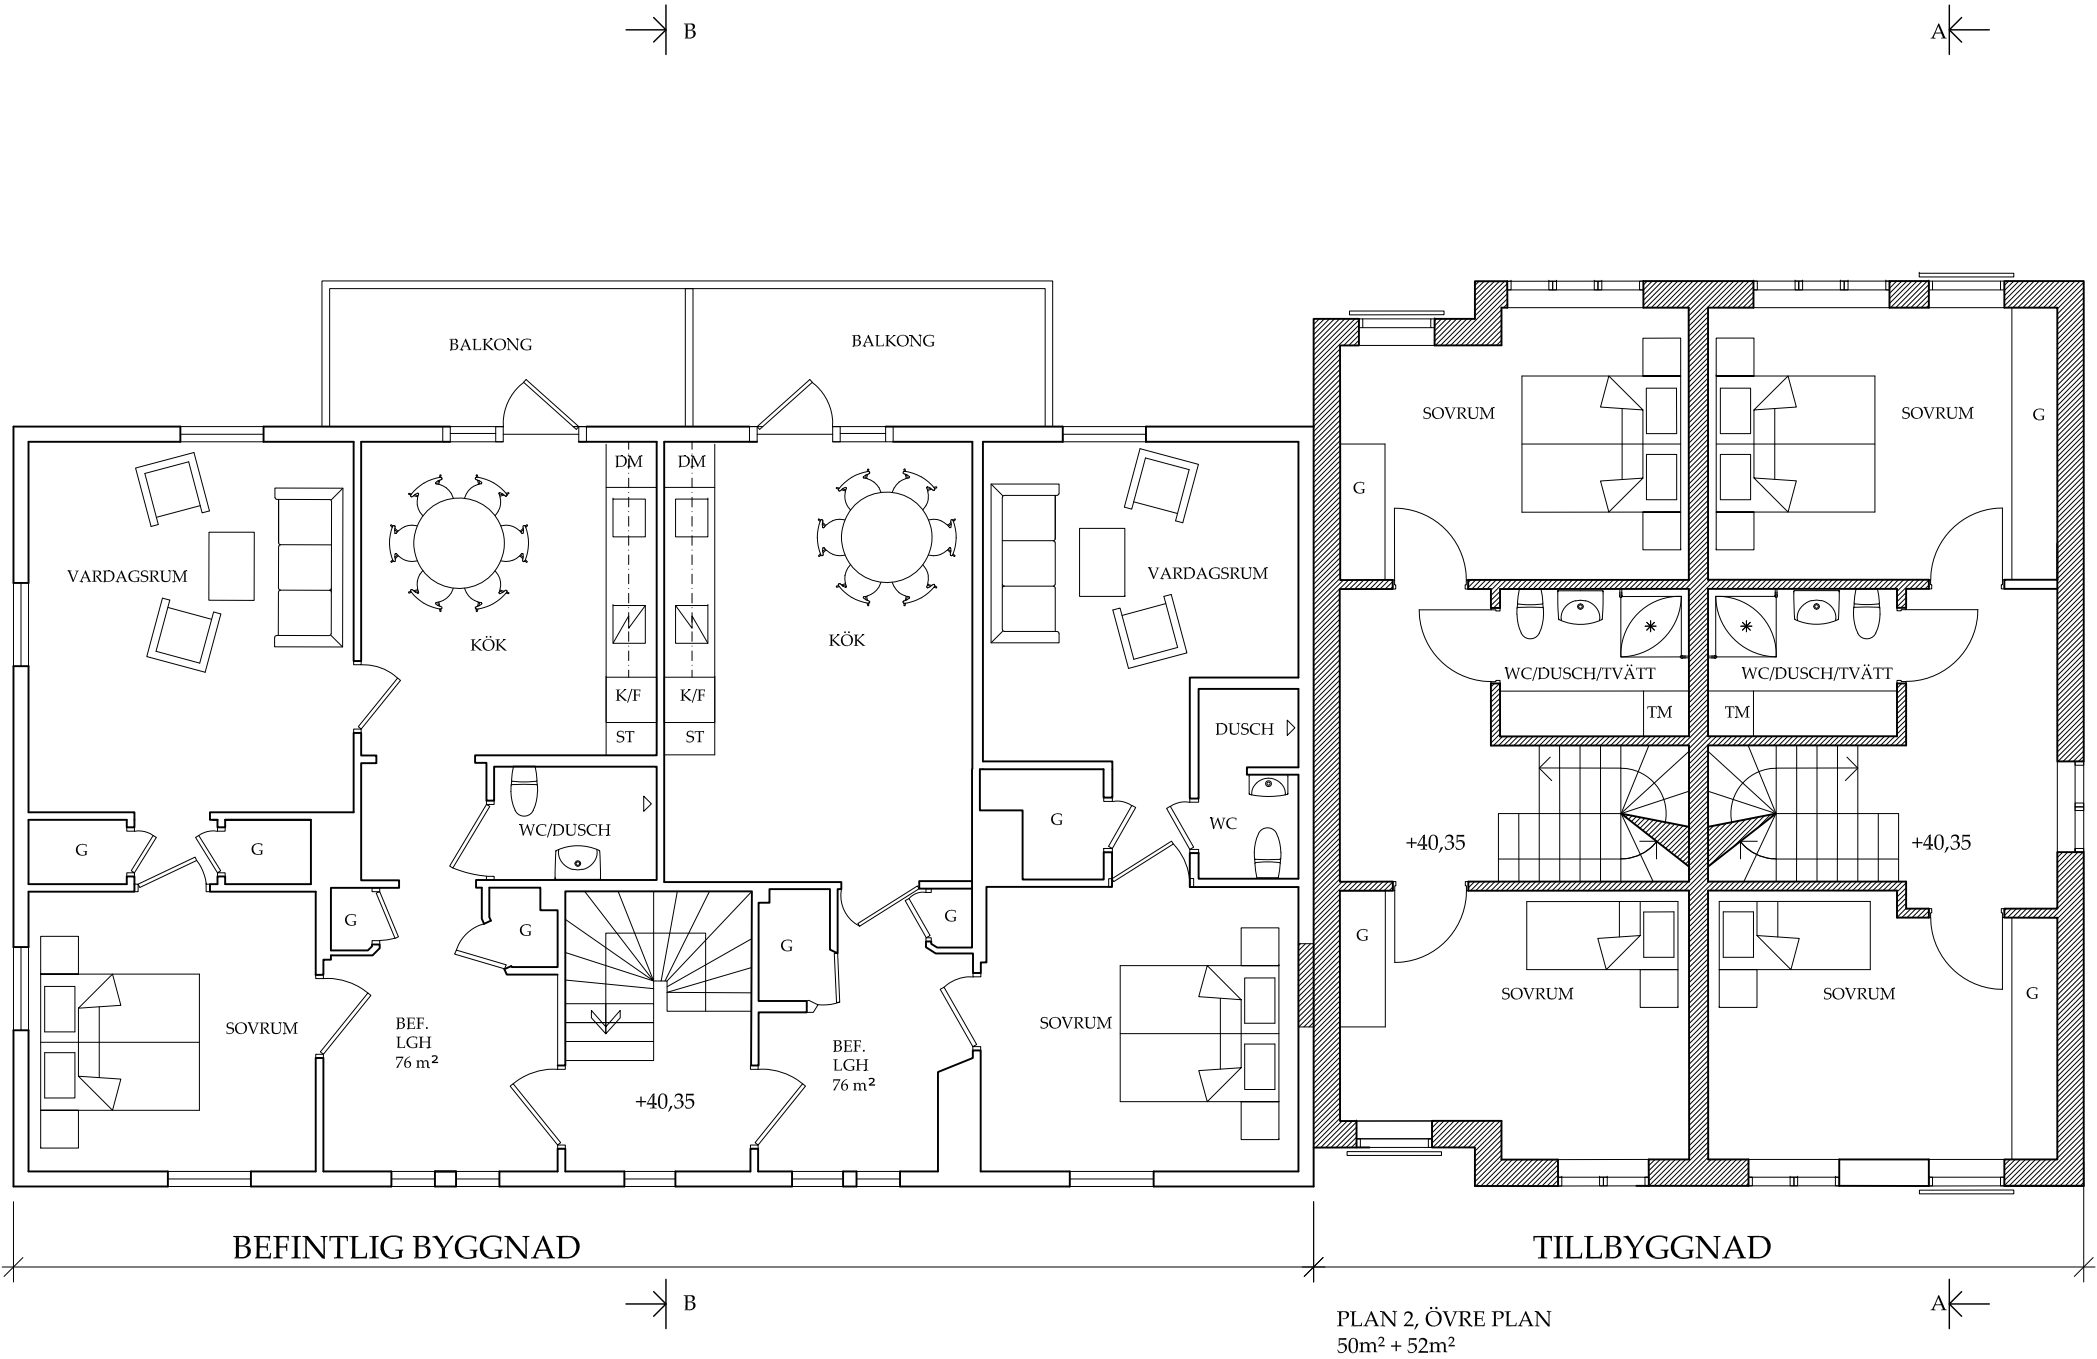 B
A
BALKONG
BALKONG
SOVRUM
SOVRUM
G
DM
DM
G
VARDAGSRUM
VARDAGSRUM
KÖK
KÖK
WC/DUSCH/TVÄTT
WC/DUSCH/TVÄTT
K/F
K/F
TM
TM
ST
ST
DUSCH
WC/DUSCH
WC
G
G
G
+40,35
+40,35
G
G
G
G
G
G
SOVRUM
SOVRUM
G
SOVRUM
BEF.
LGH
76 m²
SOVRUM
BEF.
LGH
76 m²
+40,35
BEFINTLIG BYGGNAD
TILLBYGGNAD
B
A
PLAN 2, ÖVRE PLAN
50m² + 52m²